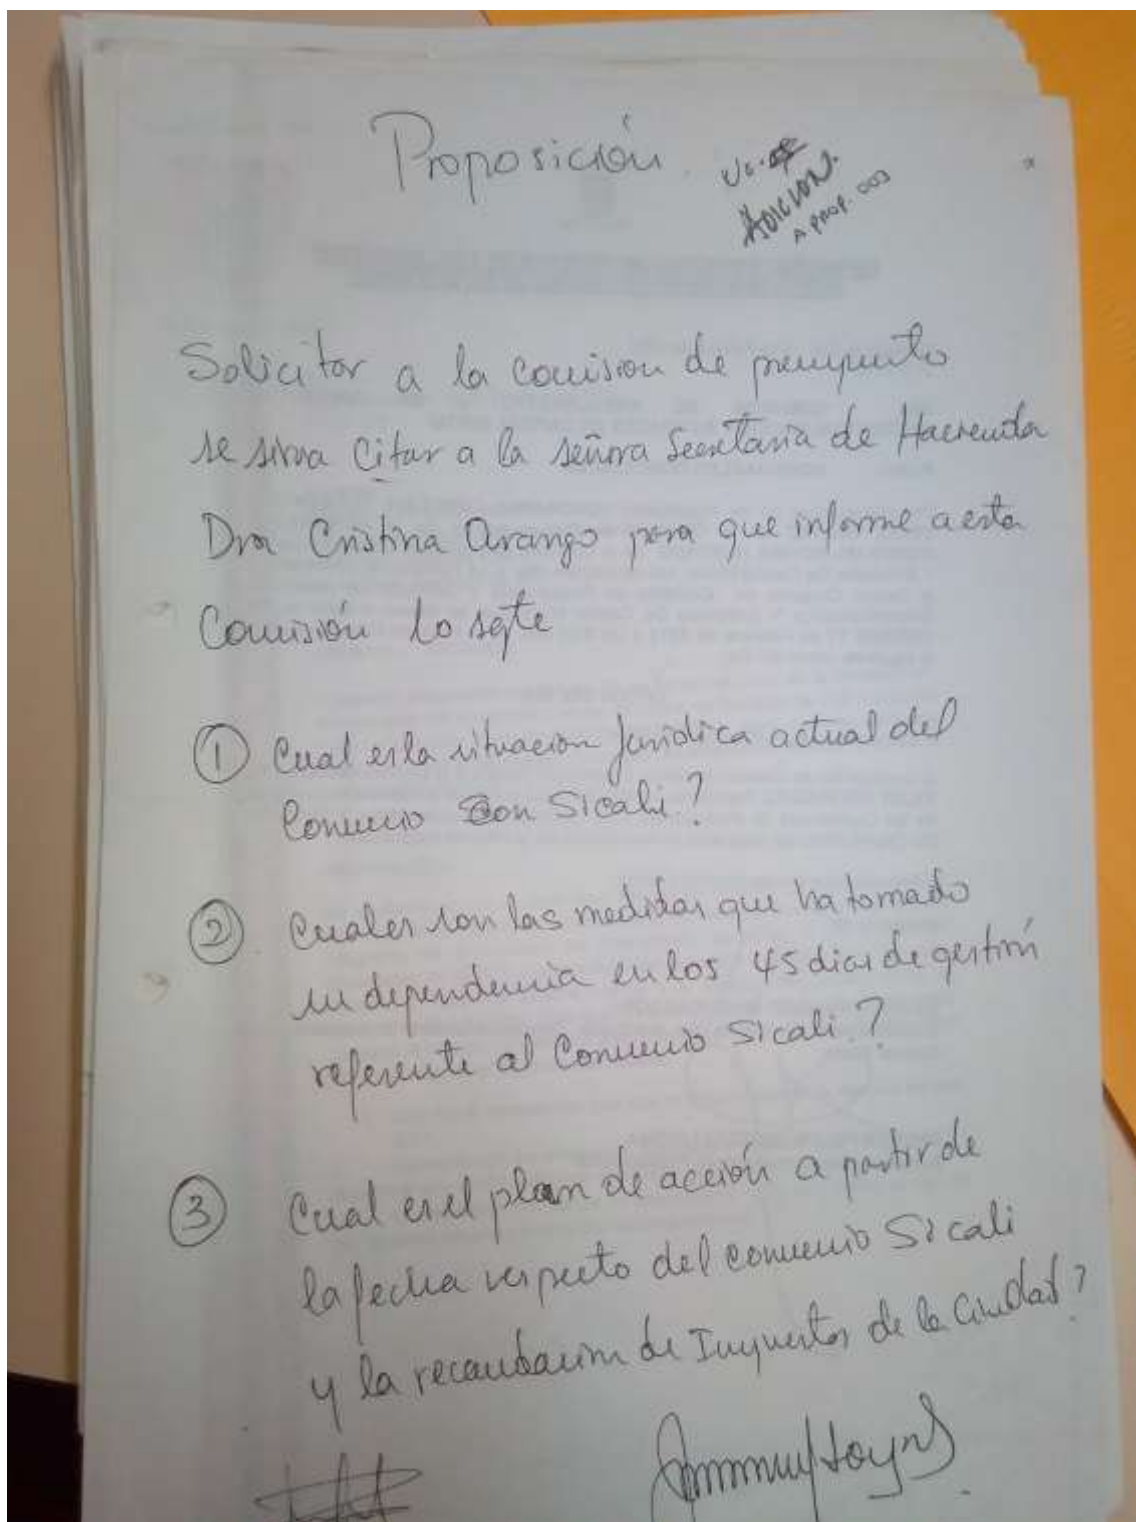 Proposición.
ADICION.
A PROP. 003
Solicitar a la comision de presupuesto
se sirva Citar a la señora Secretaria de Hacienda
Dra Cristina Arango para que informe a esta
Comisión lo sgte
① Cual es la situacion Juridica actual del
Convenio Con Sicali?
② Cuales son las medidas que ha tomado
su dependencia en los 45 dias de gestión
referente al Convenio Sicali?
③ Cual es el plan de acción a partir de
la fecha respecto del convenio Sicali
y la recaudacion de Impuestos de la Ciudad?